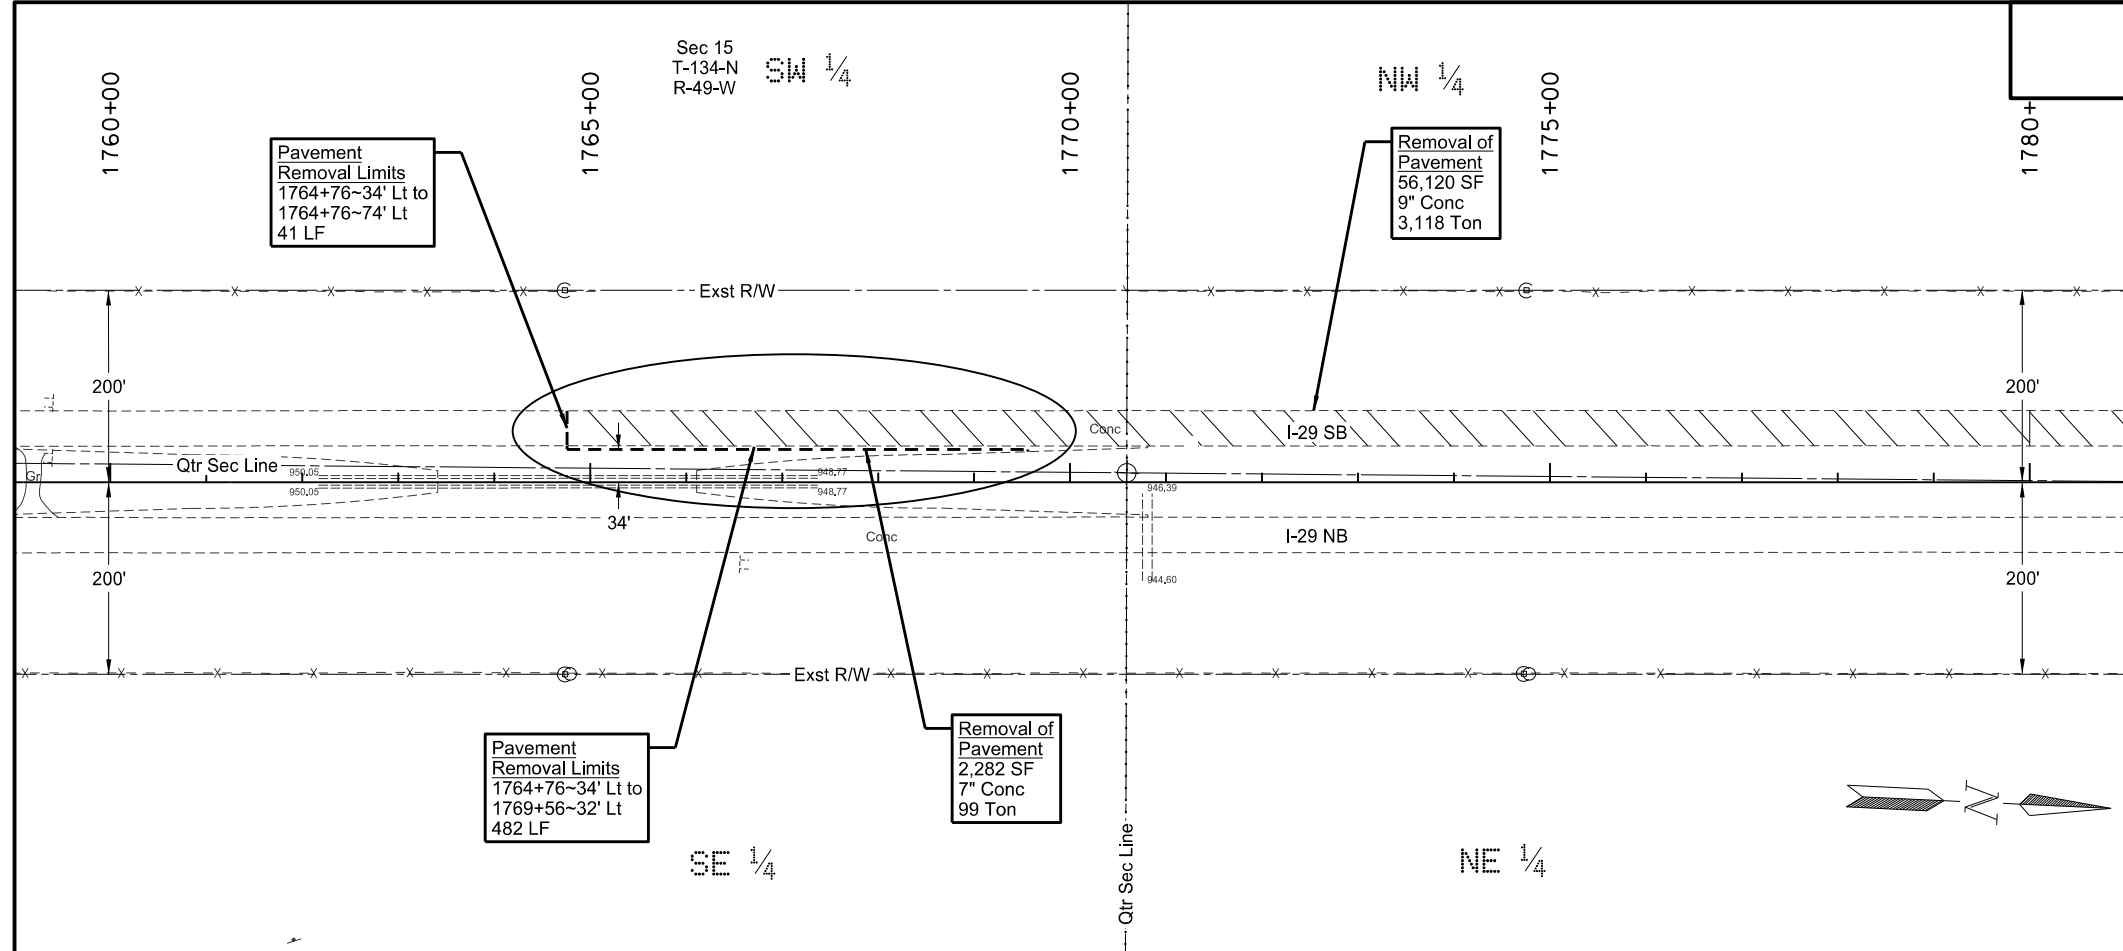 Sec 15
T-134-N
R-49-W
SW 1/4
NW 1/4
1760+00
1765+00
1770+00
1775+00
1780+
Pavement
Removal Limits
1764+76~34' Lt to
1764+76~74' Lt
41 LF
Removal of
Pavement
56,120 SF
9" Conc
3,118 Ton
Exst R/W
200'
200'
Conc
I-29 SB
Gr
Qtr Sec Line
950.05
948.77
950.05
948.77
946.39
34'
Conc
I-29 NB
944.60
200'
200'
Exst R/W
Pavement
Removal Limits
1764+76~34' Lt to
1769+56~32' Lt
482 LF
Removal of
Pavement
2,282 SF
7" Conc
99 Ton
N
SE 1/4
NE 1/4
Qtr Sec Line